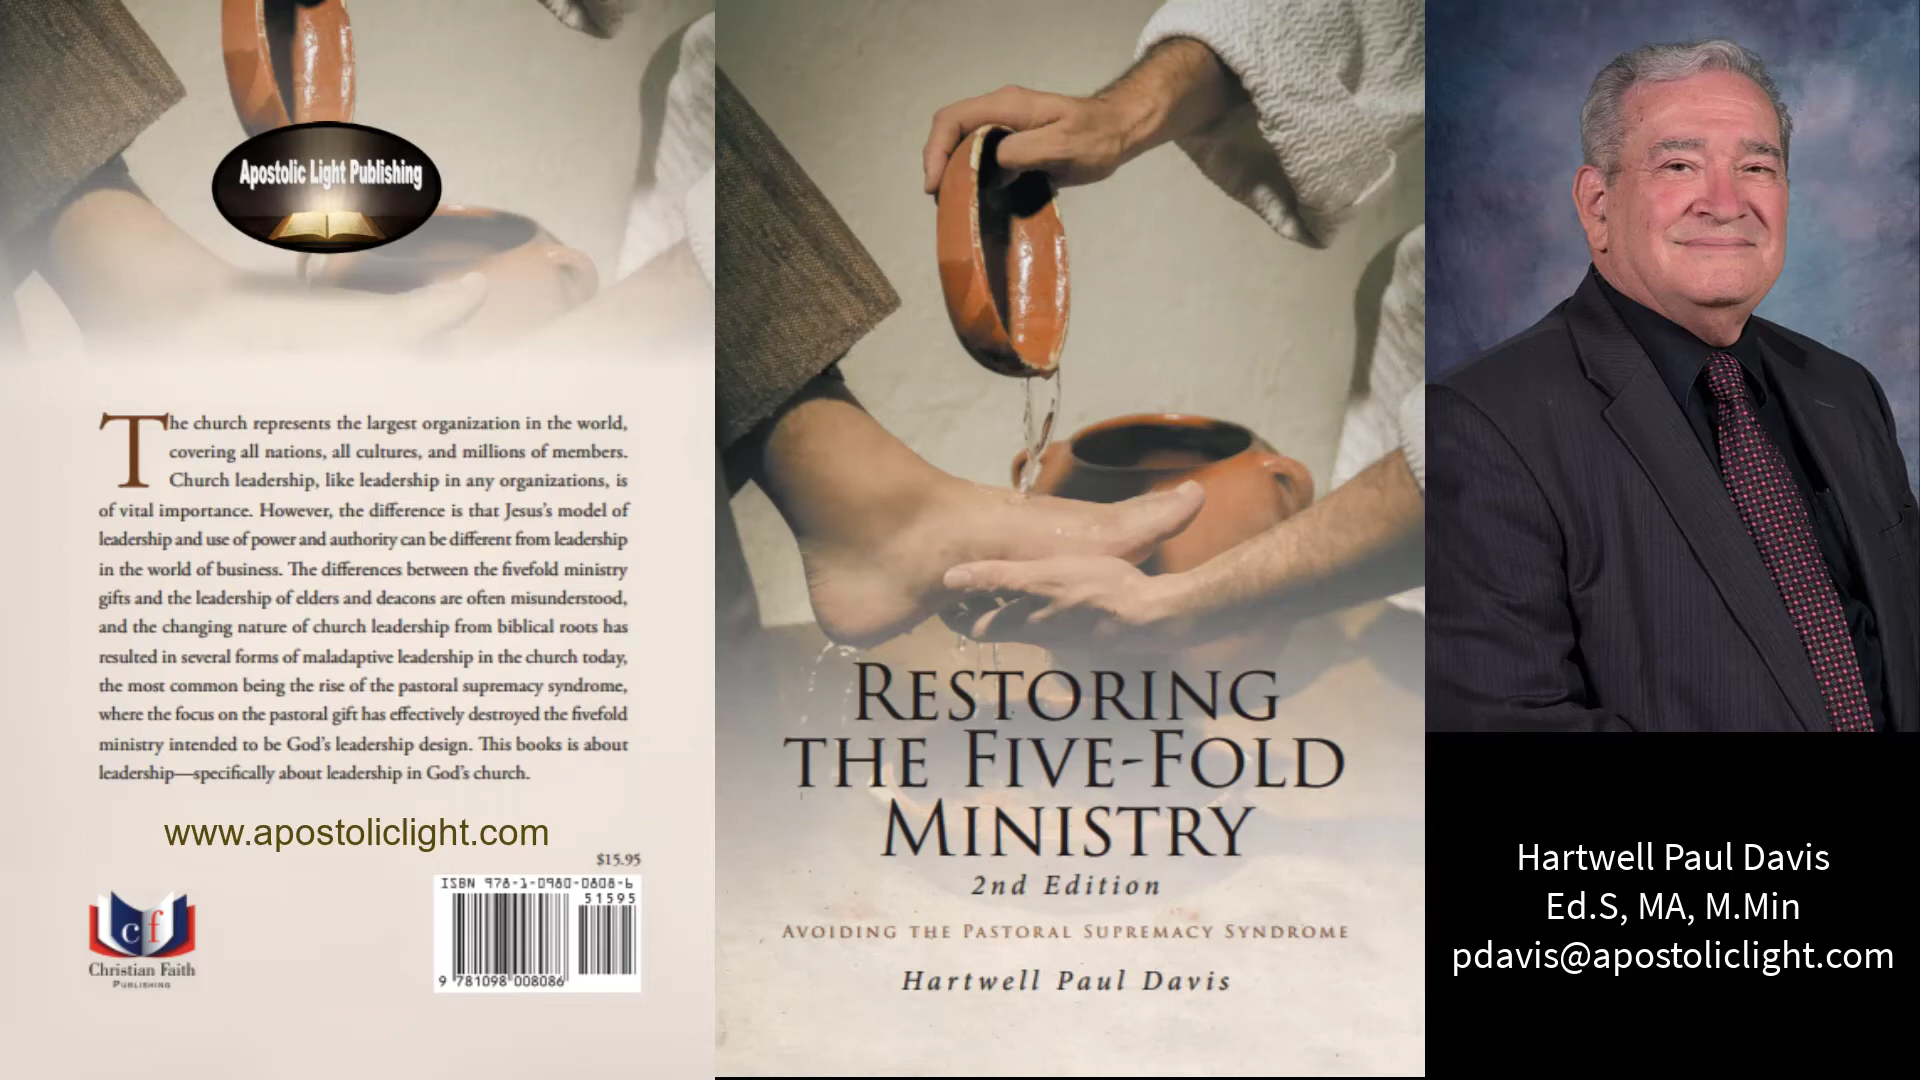 Apostolic Light Publishing
The church represents the largest organization in the world,
covering all nations, all cultures, and millions of members.
Church leadership, like leadership in any organizations, is
of vital importance. However, the difference is that Jesus's model of
leadership and use of power and authority can be different from leadership
in the world of business. The differences between the fivefold ministry
gifts and the leadership of elders and deacons are often misunderstood,
and the changing nature of church leadership from biblical roots has
resulted in several forms of maladaptive leadership in the church today,
the most common being the rise of the pastoral supremacy syndrome,
where the focus on the pastoral gift has effectively destroyed the fivefold
ministry intended to be God's leadership design. This books is about
leadership—specifically about leadership in God's church.
www.apostoliclight.com
$15.95
ISBN 978-1-0980-0808-6
51595
9 781098 008086
cf
Christian Faith
PUBLISHING
RESTORING
THE FIVE-FOLD
MINISTRY
2nd Edition
AVOIDING THE PASTORAL SUPREMACY SYNDROME
Hartwell Paul Davis
Hartwell Paul Davis
Ed.S, MA, M.Min
pdavis@apostoliclight.com